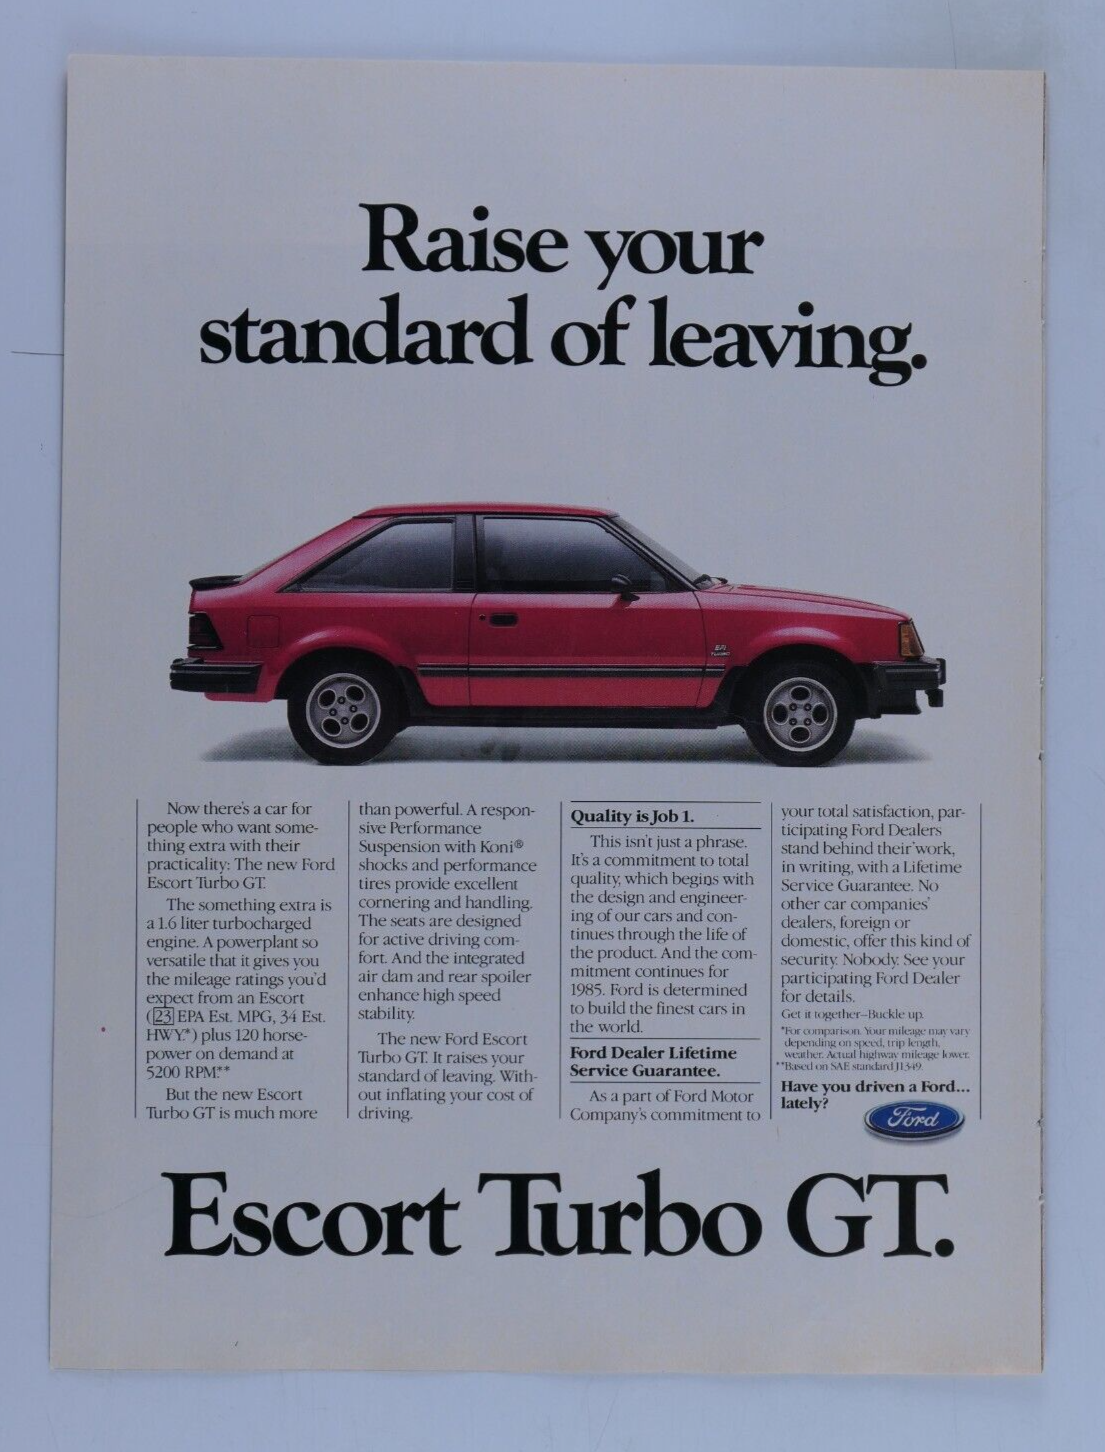 Raise your
standard of leaving.
EFI
TURBO
Now there's a car for
people who want some-
thing extra with their
practicality: The new Ford
Escort Turbo GT.
The something extra is
a 1.6 liter turbocharged
engine. A powerplant so
versatile that it gives you
the mileage ratings you'd
expect from an Escort
(23 EPA Est. MPG, 34 Est.
HWY.*) plus 120 horse-
power on demand at
5200 RPM.**
But the new Escort
Turbo GT is much more
than powerful. A respon-
sive Performance
Suspension with Koni®
shocks and performance
tires provide excellent
cornering and handling.
The seats are designed
for active driving com-
fort. And the integrated
air dam and rear spoiler
enhance high speed
stability.
The new Ford Escort
Turbo GT. It raises your
standard of leaving. With-
out inflating your cost of
driving.
Quality is Job 1.
This isn't just a phrase.
It's a commitment to total
quality, which begins with
the design and engineer-
ing of our cars and con-
tinues through the life of
the product. And the com-
mitment continues for
1985. Ford is determined
to build the finest cars in
the world.
Ford Dealer Lifetime
Service Guarantee.
As a part of Ford Motor
Company's commitment to
your total satisfaction, par-
ticipating Ford Dealers
stand behind their work,
in writing, with a Lifetime
Service Guarantee. No
other car companies'
dealers, foreign or
domestic, offer this kind of
security. Nobody. See your
participating Ford Dealer
for details.
Get it together—Buckle up.
*For comparison. Your mileage may vary
depending on speed, trip length,
weather. Actual highway mileage lower.
**Based on SAE standard J1349.
Have you driven a Ford...
lately?
Ford
Escort Turbo GT.